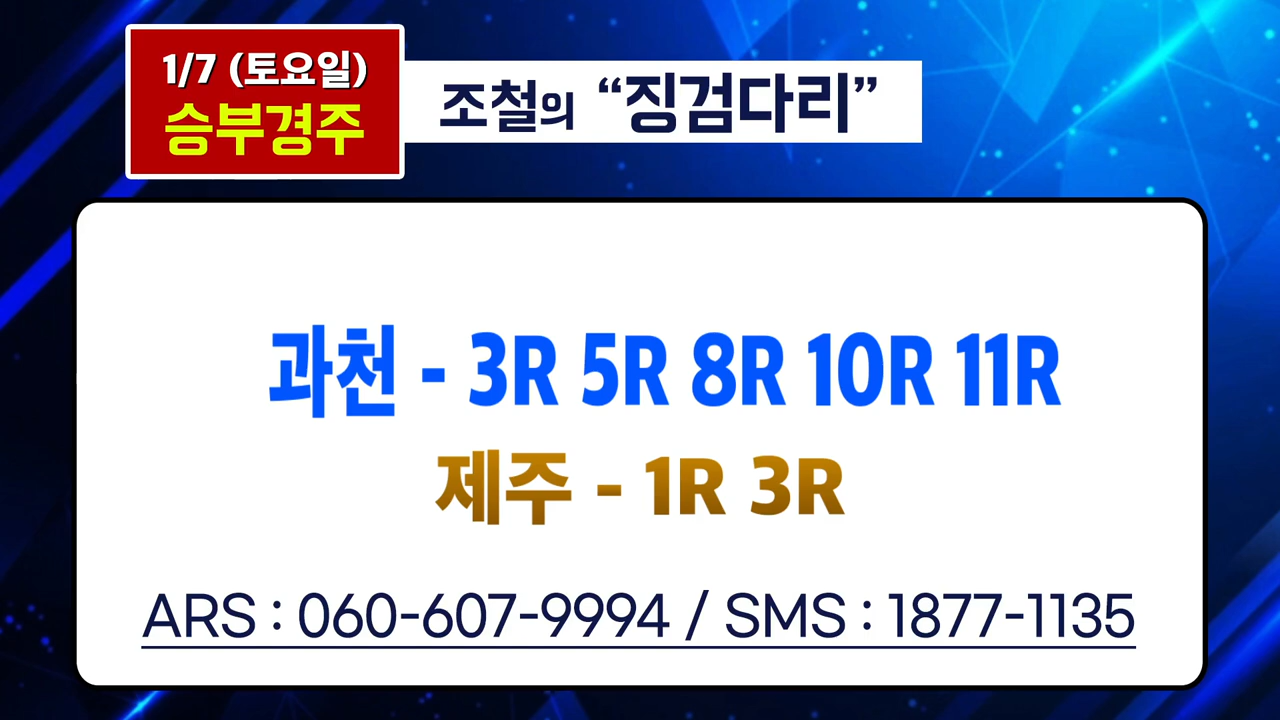 1/7 (토요일)
승부경주
조철의 “징검다리”
과천 - 3R 5R 8R 10R 11R
제주 - 1R 3R
ARS : 060-607-9994 / SMS : 1877-1135